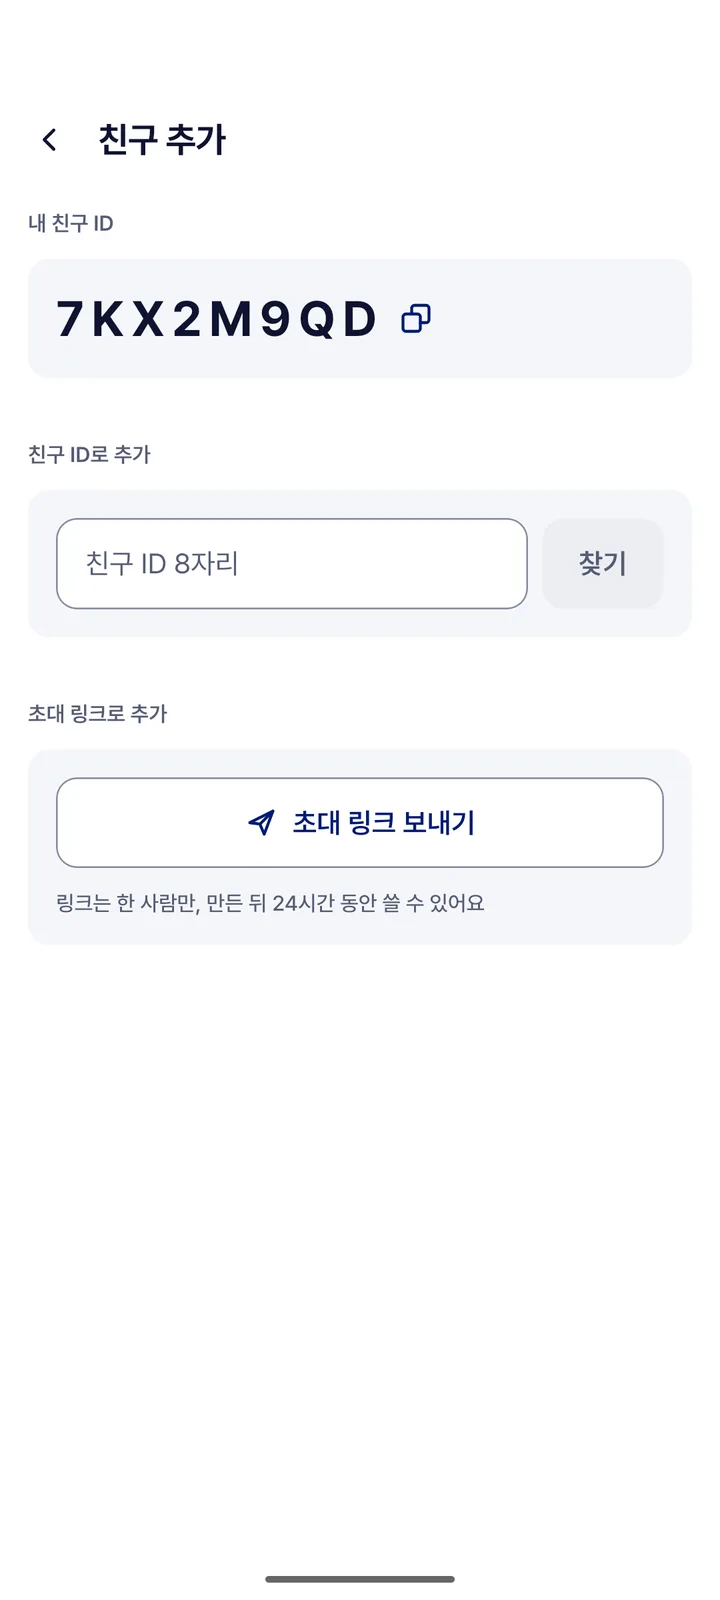 친구 추가
내 친구 ID
7KX2M9QD
친구 ID로 추가
친구 ID 8자리
찾기
초대 링크로 추가
초대 링크 보내기
링크는 한 사람만, 만든 뒤 24시간 동안 쓸 수 있어요